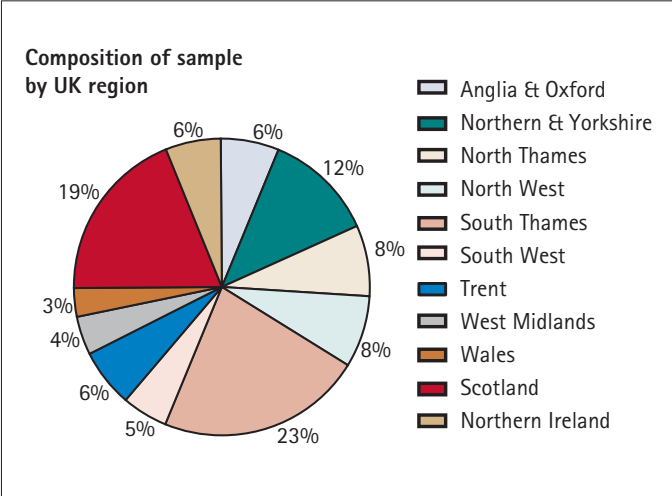 Composition of sample
by UK region
6%
12%
8%
8%
23%
5%
6%
4%
3%
19%
6%
Anglia & Oxford
Northern & Yorkshire
North Thames
North West
South Thames
South West
Trent
West Midlands
Wales
Scotland
Northern Ireland